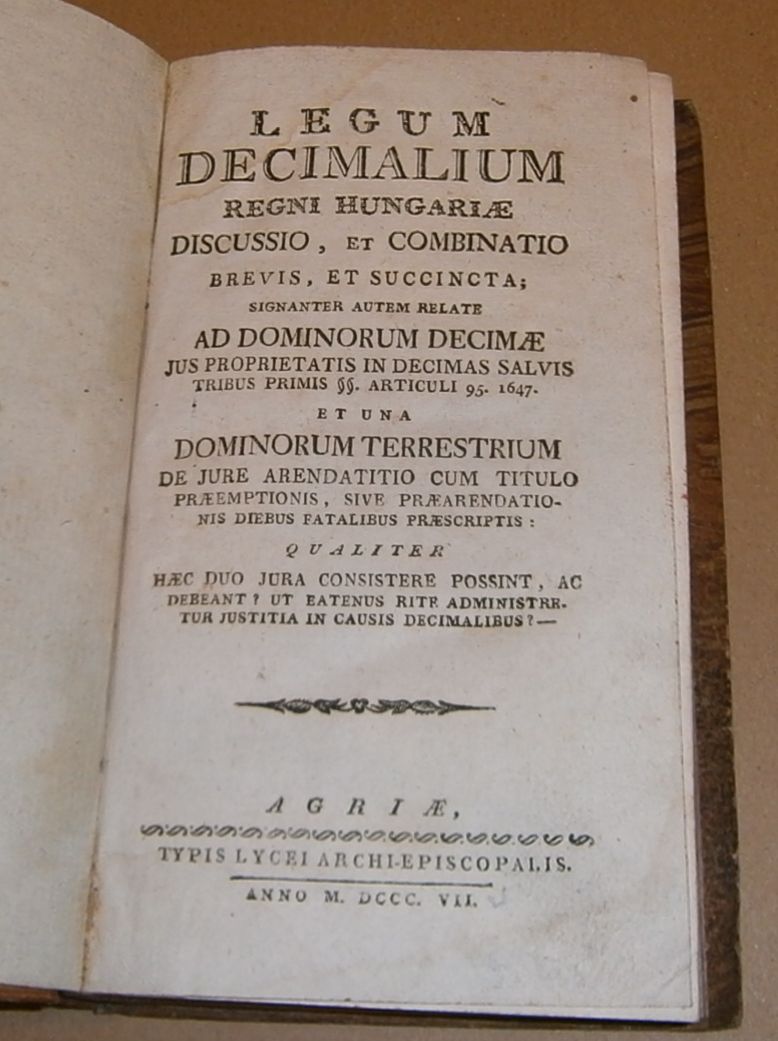 LEGUM
DECIMALIUM
REGNI HUNGARIÆ
DISCUSSIO, ET COMBINATIO
BREVIS, ET SUCCINCTA;
SIGNANTER AUTEM RELATE
AD DOMINORUM DECIMÆ
JUS PROPRIETATIS IN DECIMAS SALVIS
TRIBUS PRIMIS §§. ARTICULI 95. 1647.
ET UNA
DOMINORUM TERRESTRIUM
DE JURE ARENDATITIO CUM TITULO
PRÆEMPTIONIS, SIVE PRÆARENDATIO-
NIS DIEBUS FATALIBUS PRÆSCRIPTIS:
QUALITER
HÆC DUO JURA CONSISTERE POSSINT, AC
DEBEANT? UT EATENUS RITE ADMINISTRE-
TUR JUSTITIA IN CAUSIS DECIMALIBUS?—
AGRIÆ,
TYPIS LYCEI ARCHI-EPISCOPALIS.
ANNO M. DCCC. VII.